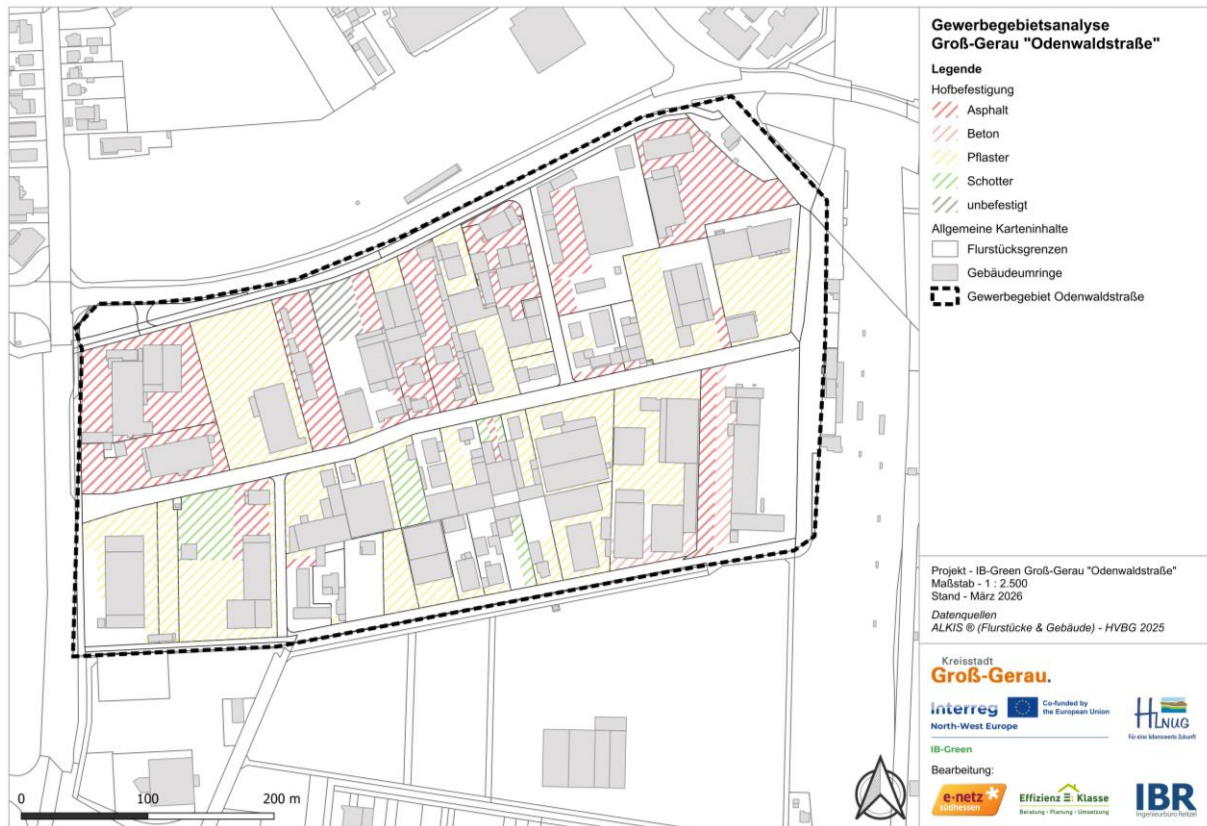 Gewerbegebietsanalyse
Groß-Gerau "Odenwaldstraße"
Legende
Hofbefestigung
Asphalt
Beton
Pflaster
Schotter
unbefestigt
Allgemeine Karteninhalte
Flurstücksgrenzen
Gebäudeumringe
Gewerbegebiet Odenwaldstraße
Projekt - IB-Green Groß-Gerau "Odenwaldstraße"
Maßstab - 1 : 2.500
Stand - März 2026
Datenquellen
ALKIS ® (Flurstücke & Gebäude) - HVBG 2025
Kreisstadt
Groß-Gerau.
Interreg
Co-funded by
the European Union
North-West Europe
HLNUG
Für eine lebenswerte Zukunft
IB-Green
Bearbeitung:
e-netz
südhessen
Effizienz Klasse
Beratung • Planung • Umsetzung
IBR
Ingenieurbüro Reitzel
0 100 200 m